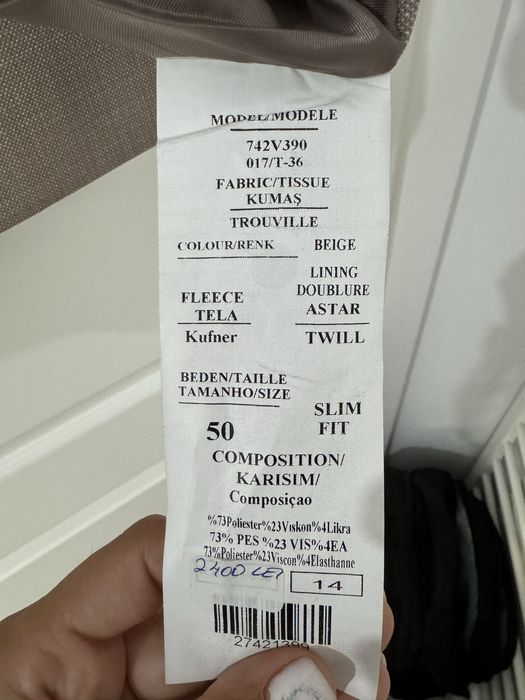 MODEL/MODELE
742V390
017/T-36
FABRIC/TISSUE
KUMAŞ
TROUVILLE
COLOUR/RENK BEIGE
LINING
DOUBLURE
ASTAR
FLEECE
TELA
Kufner TWILL
BEDEN/TAILLE
TAMANHO/SIZE
50 SLIM
FIT
COMPOSITION/
KARISIM/
Composiçao
%73Poliester%23Viskon%4Likra
73% PES %23 VIS%4EA
73%Poliester%23Viscon%4Elasthanne
2400 LEI 14
27421399